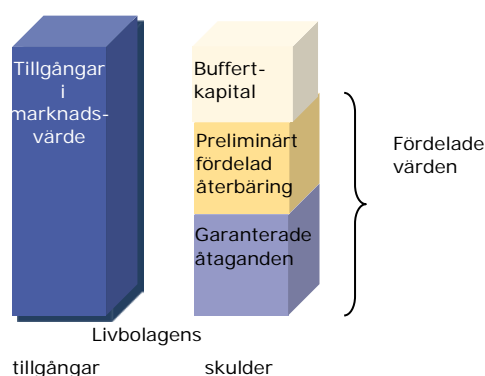 Tillgångar
i
marknads-
värde
Buffert-
kapital
Preliminärt
fördelad
återbäring
Garanterade
åtaganden
Fördelade
värden
Livbolagens
tillgångar skulder